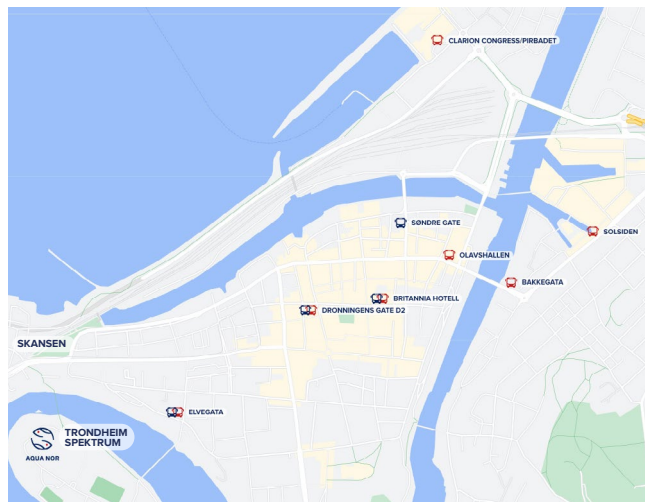 CLARION CONGRESS/PIRBADET
SØNDRE GATE
SOLSIDEN
OLAVSHALLEN
BAKKEGATA
BRITANNIA HOTELL
DRONNINGENS GATE D2
SKANSEN
ELVEGATA
TRONDHEIM
SPEKTRUM
AQUA NOR